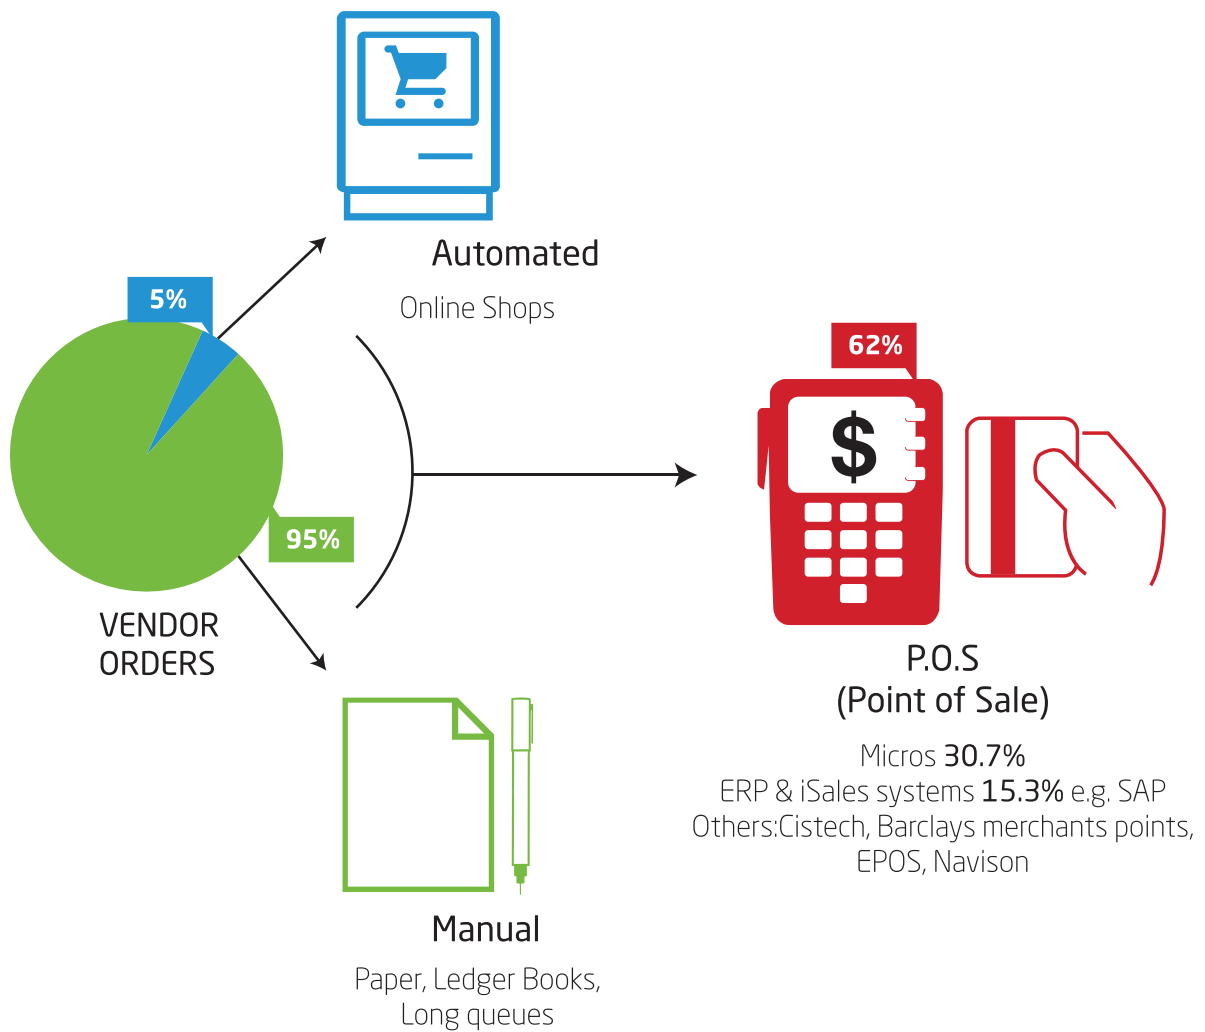 Automated
Online Shops
5%
95%
VENDOR
ORDERS
Manual
Paper, Ledger Books,
Long queues
62%
$
P.O.S
(Point of Sale)
Micros 30.7%
ERP & iSales systems 15.3% e.g. SAP
Others:Cistech, Barclays merchants points,
EPOS, Navison